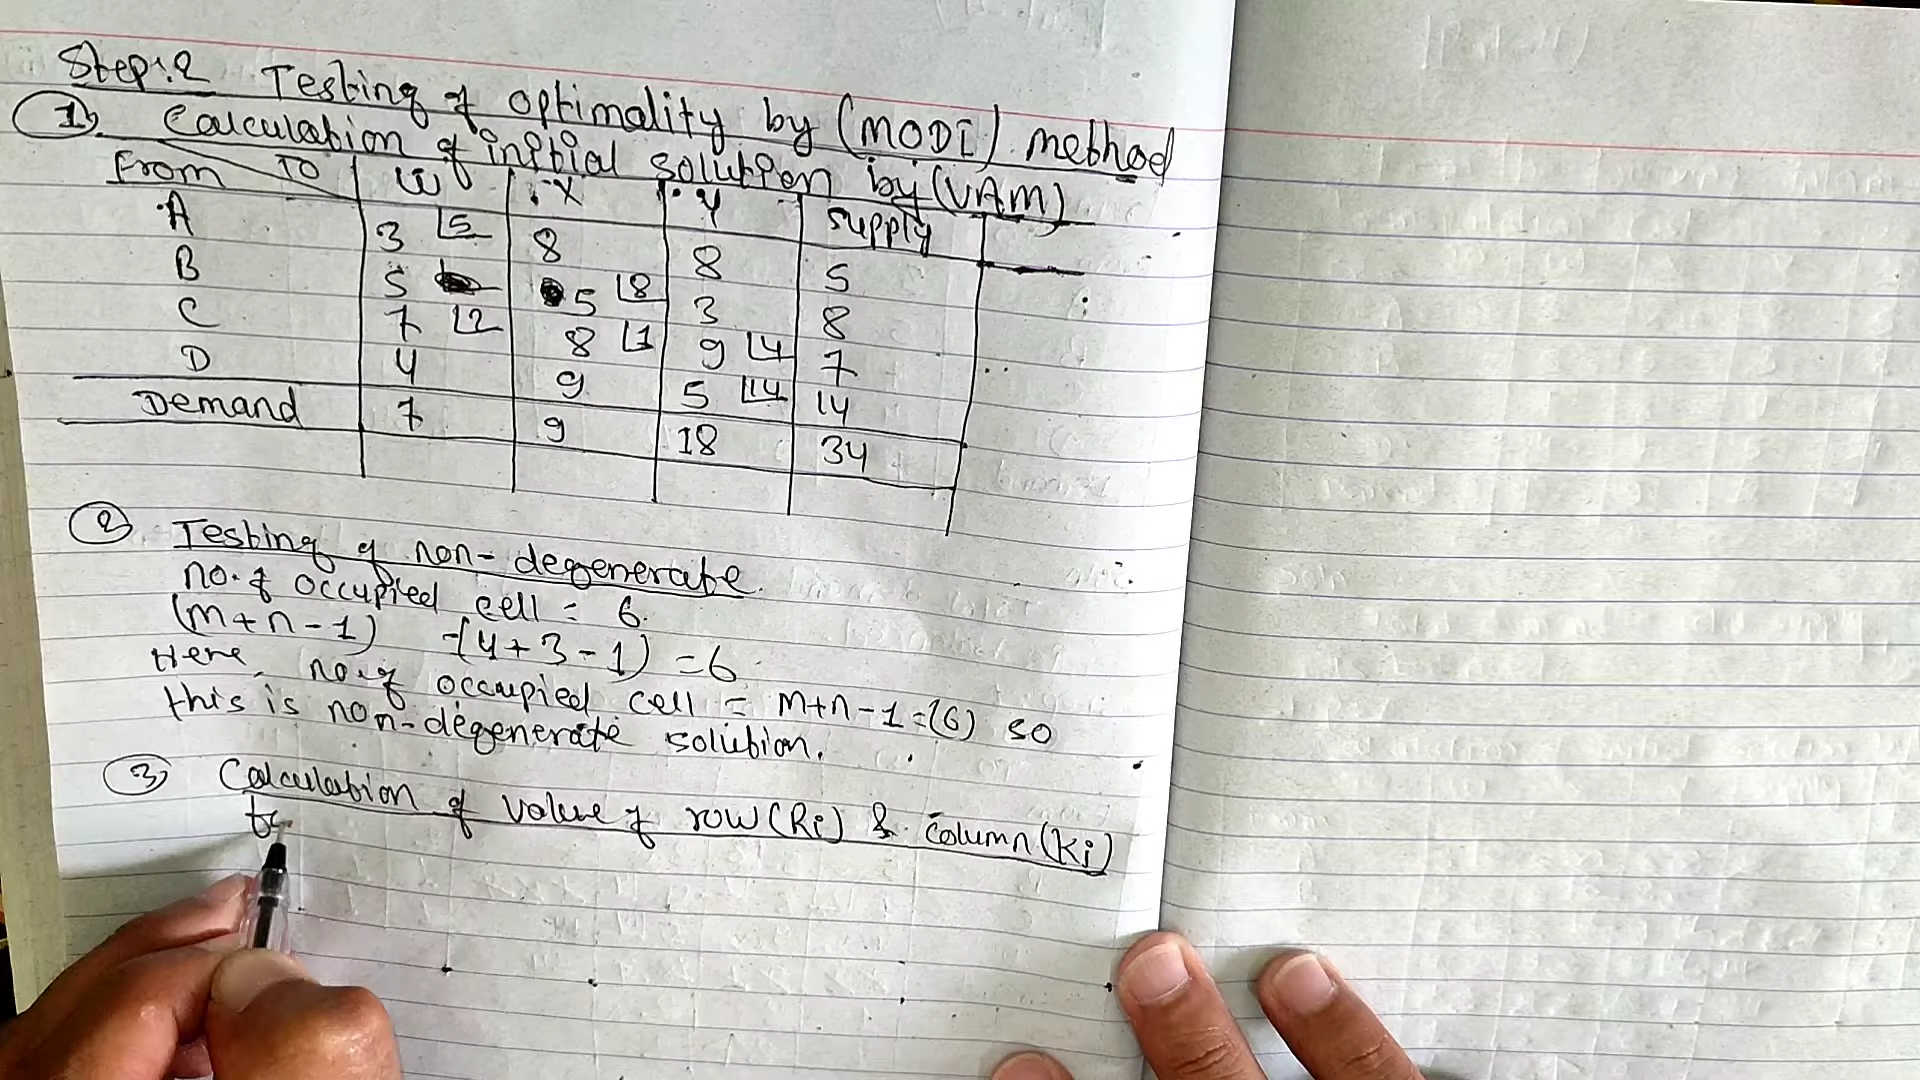 Step:2 Testing of optimality by (MODI) method
1) Calculation of initial solution by (VAM)
From TO W X Y Supply
A 3 5 8 8 5
B 5 5 8 3 8
C 7 2 8 1 9 4 7
D 4 9 5 14 14
Demand 7 9 18 34
2 Testing of non-degenerate.
no. of occupied cell = 6.
(m+n-1) -(4+3-1) = 6
Here, no. of occupied cell = m+n-1=(6) so
this is non-degenerate solution.
3) Calculation of value of row (Ri) & column (Ki)